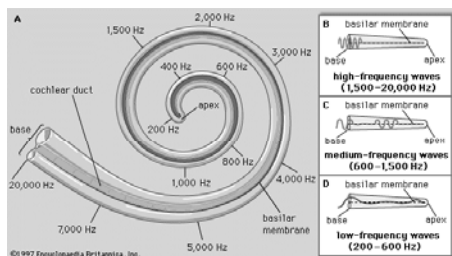 A
2,000 Hz
1,500 Hz
3,000 Hz
400 Hz
600 Hz
cochlear duct
apex
200 Hz
base
800 Hz
20,000 Hz
1,000 Hz
4,000 Hz
7,000 Hz
basilar
membrane
5,000 Hz
©1997 Encyclopaedia Britannica, Inc.
B
basilar membrane
base
apex
high-frequency waves
(1,500–20,000 Hz)
C
basilar membrane
base
apex
medium-frequency waves
(600–1,500 Hz)
D
basilar membrane
base
apex
low-frequency waves
(200–600 Hz)